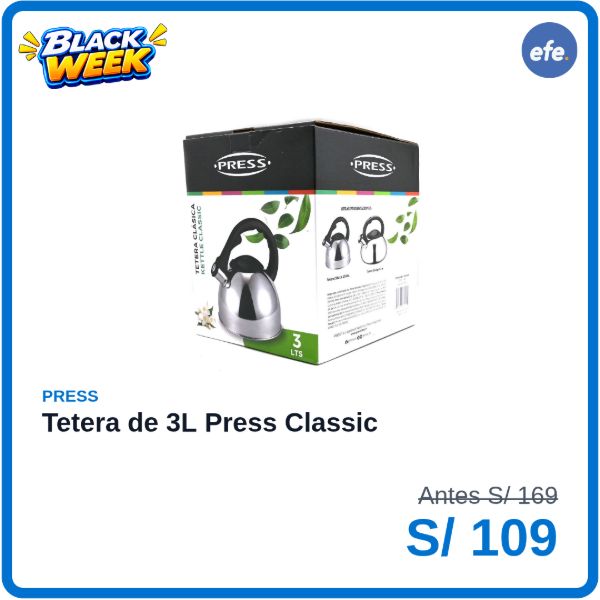 BLACK
WEEK
efe.
PRESS
PRESS
TETERA CLÁSICA
KETTLE CLASSIC
3
LTS
PRESS
Tetera de 3L Press Classic
Antes S/ 169
S/ 109